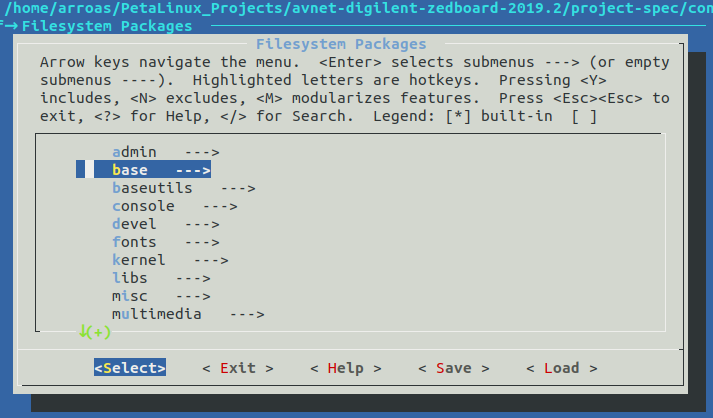 /home/arroas/PetaLinux_Projects/avnet-digilent-zedboard-2019.2/project-spec/con
f→Filesystem Packages
Filesystem Packages
Arrow keys navigate the menu.  <Enter> selects submenus ---> (or empty
submenus ----).  Highlighted letters are hotkeys.  Pressing <Y>
includes, <N> excludes, <M> modularizes features.  Press <Esc><Esc> to
exit, <?> for Help, </> for Search.  Legend: [*] built-in  [ ]
admin  --->
base  --->
baseutils  --->
console  --->
devel  --->
fonts  --->
kernel  --->
libs  --->
misc  --->
multimedia  --->
↓(+)
<Select>  < Exit >  < Help >  < Save >  < Load >